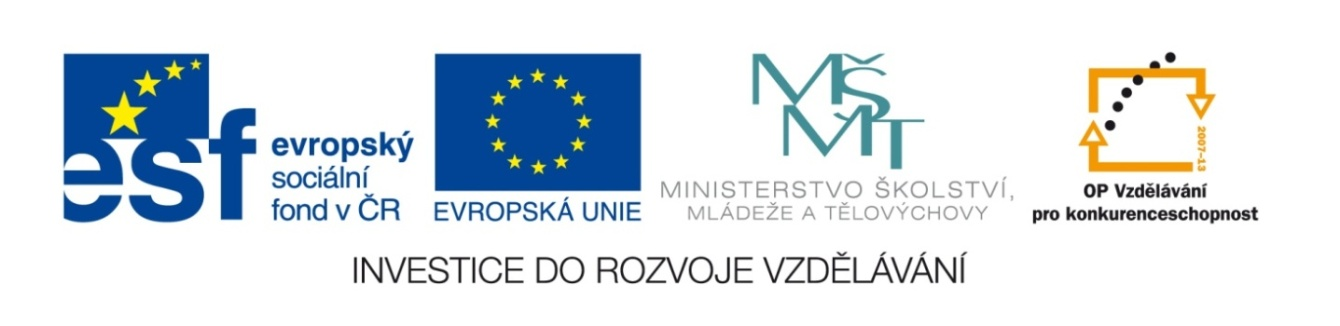 esf
evropský
sociální
fond v ČR
EVROPSKÁ UNIE
MŠMT
MINISTERSTVO ŠKOLSTVÍ,
MLÁDEŽE A TĚLOVÝCHOVY
2007-13
OP Vzdělávání
pro konkurenceschopnost
INVESTICE DO ROZVOJE VZDĚLÁVÁNÍ